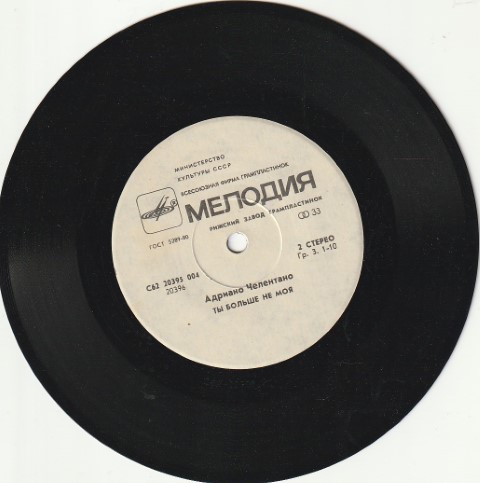 МИНИСТЕРСТВО
КУЛЬТУРЫ СССР
ВСЕСОЮЗНАЯ ФИРМА ГРАМПЛАСТИНОК
МЕЛОДИЯ
РИЖСКИЙ ЗАВОД ГРАМПЛАСТИНОК
33
ГОСТ 5289-80
2 СТЕРЕО
Гр. 3. 1-10
С62 20395 004
20396
Адриано Челентано
ТЫ БОЛЬШЕ НЕ МОЯ